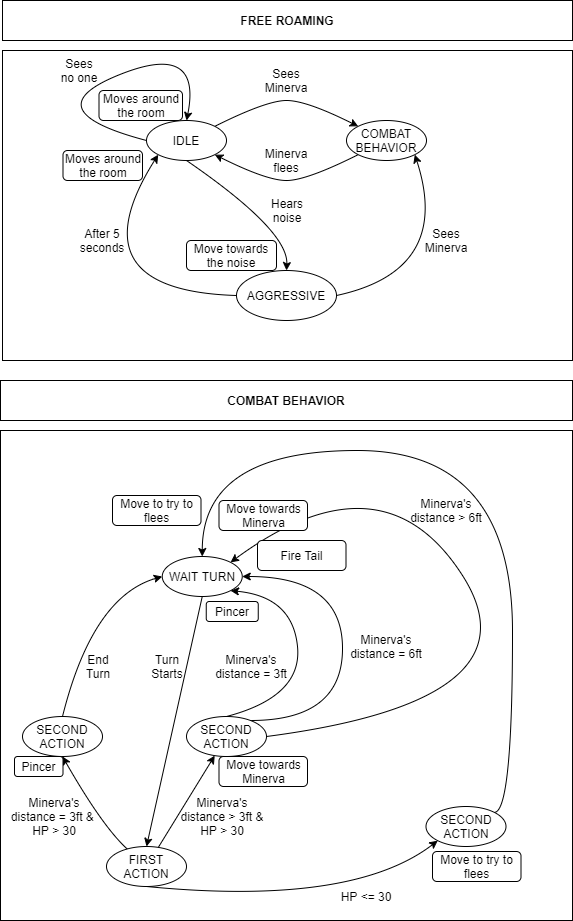 FREE ROAMING
Sees
no one
Sees
Minerva
Moves around
the room
IDLE
COMBAT
BEHAVIOR
Minerva
flees
Moves around
the room
Hears
noise
After 5
seconds
Sees
Minerva
Move towards
the noise
AGGRESSIVE
COMBAT BEHAVIOR
Move to try to
flees
Move towards
Minerva
Minerva's
distance > 6ft
Fire Tail
WAIT TURN
Pincer
End
Turn
Turn
Starts
Minerva's
distance = 3ft
Minerva's
distance = 6ft
SECOND
ACTION
SECOND
ACTION
Pincer
Move towards
Minerva
Minerva's
distance = 3ft &
HP > 30
Minerva's
distance > 3ft &
HP > 30
SECOND
ACTION
FIRST
ACTION
Move to try to
flees
HP <= 30